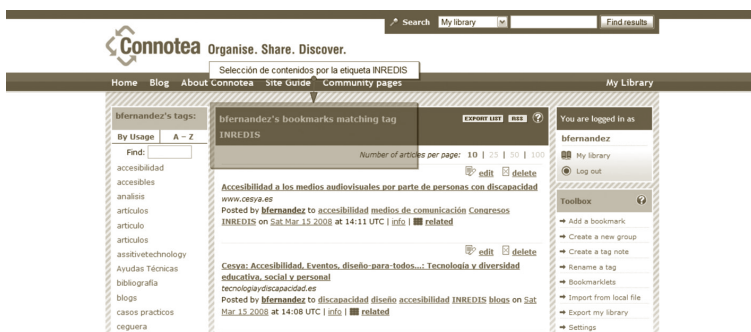 Search My library Find results
Connotea Organise. Share. Discover.
Selección de contenidos por la etiqueta INREDIS
Home Blog About Connotea Site Guide Community pages My Library
bfernandez's tags:
By Usage A – Z
Find:
accesibilidad
accesibles
analisis
artículos
articulo
articulos
assitivetechnology
Ayudas Técnicas
bibliografía
blogs
casos practicos
ceguera
bfernandez's bookmarks matching tag
INREDIS
EXPORT LIST RSS ?
Number of articles per page: 10 | 25 | 50 | 100
edit delete
Accesibilidad a los medios audiovisuales por parte de personas con discapacidad
www.cesya.es
Posted by bfernandez to accesibilidad medios de comunicación Congresos
INREDIS on Sat Mar 15 2008 at 14:11 UTC | info | related
edit delete
Cesya: Accesibilidad, Eventos, diseño-para-todos...: Tecnología y diversidad
educativa, social y personal
tecnologiaydiscapacidad.es
Posted by bfernandez to discapacidad diseño accesibilidad INREDIS blogs on Sat
Mar 15 2008 at 14:08 UTC | info | related
You are logged in as
bfernandez
My library
Log out
Toolbox ?
Add a bookmark
Create a new group
Create a tag note
Rename a tag
Bookmarklets
Import from local file
Export my library
Settings